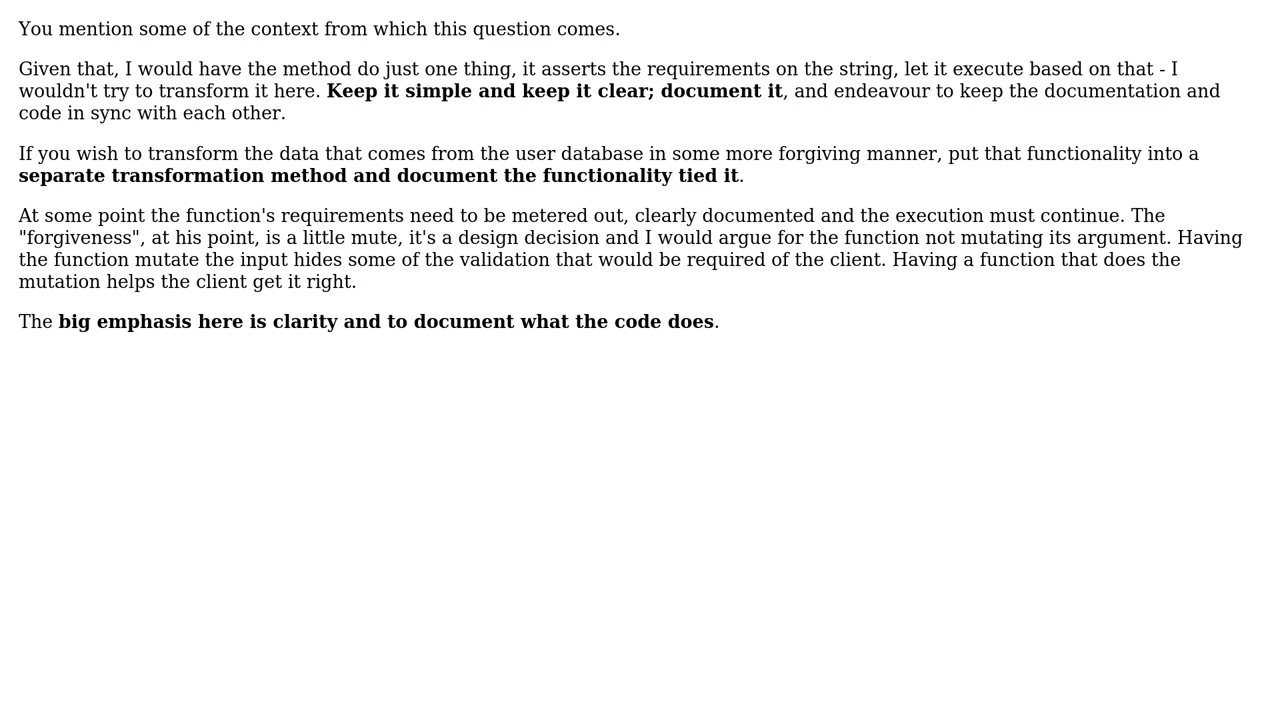 You mention some of the context from which this question comes.
Given that, I would have the method do just one thing, it asserts the requirements on the string, let it execute based on that - I
wouldn't try to transform it here. Keep it simple and keep it clear; document it, and endeavour to keep the documentation and
code in sync with each other.
If you wish to transform the data that comes from the user database in some more forgiving manner, put that functionality into a
separate transformation method and document the functionality tied it.
At some point the function's requirements need to be metered out, clearly documented and the execution must continue. The
"forgiveness", at his point, is a little mute, it's a design decision and I would argue for the function not mutating its argument. Having
the function mutate the input hides some of the validation that would be required of the client. Having a function that does the
mutation helps the client get it right.
The big emphasis here is clarity and to document what the code does.